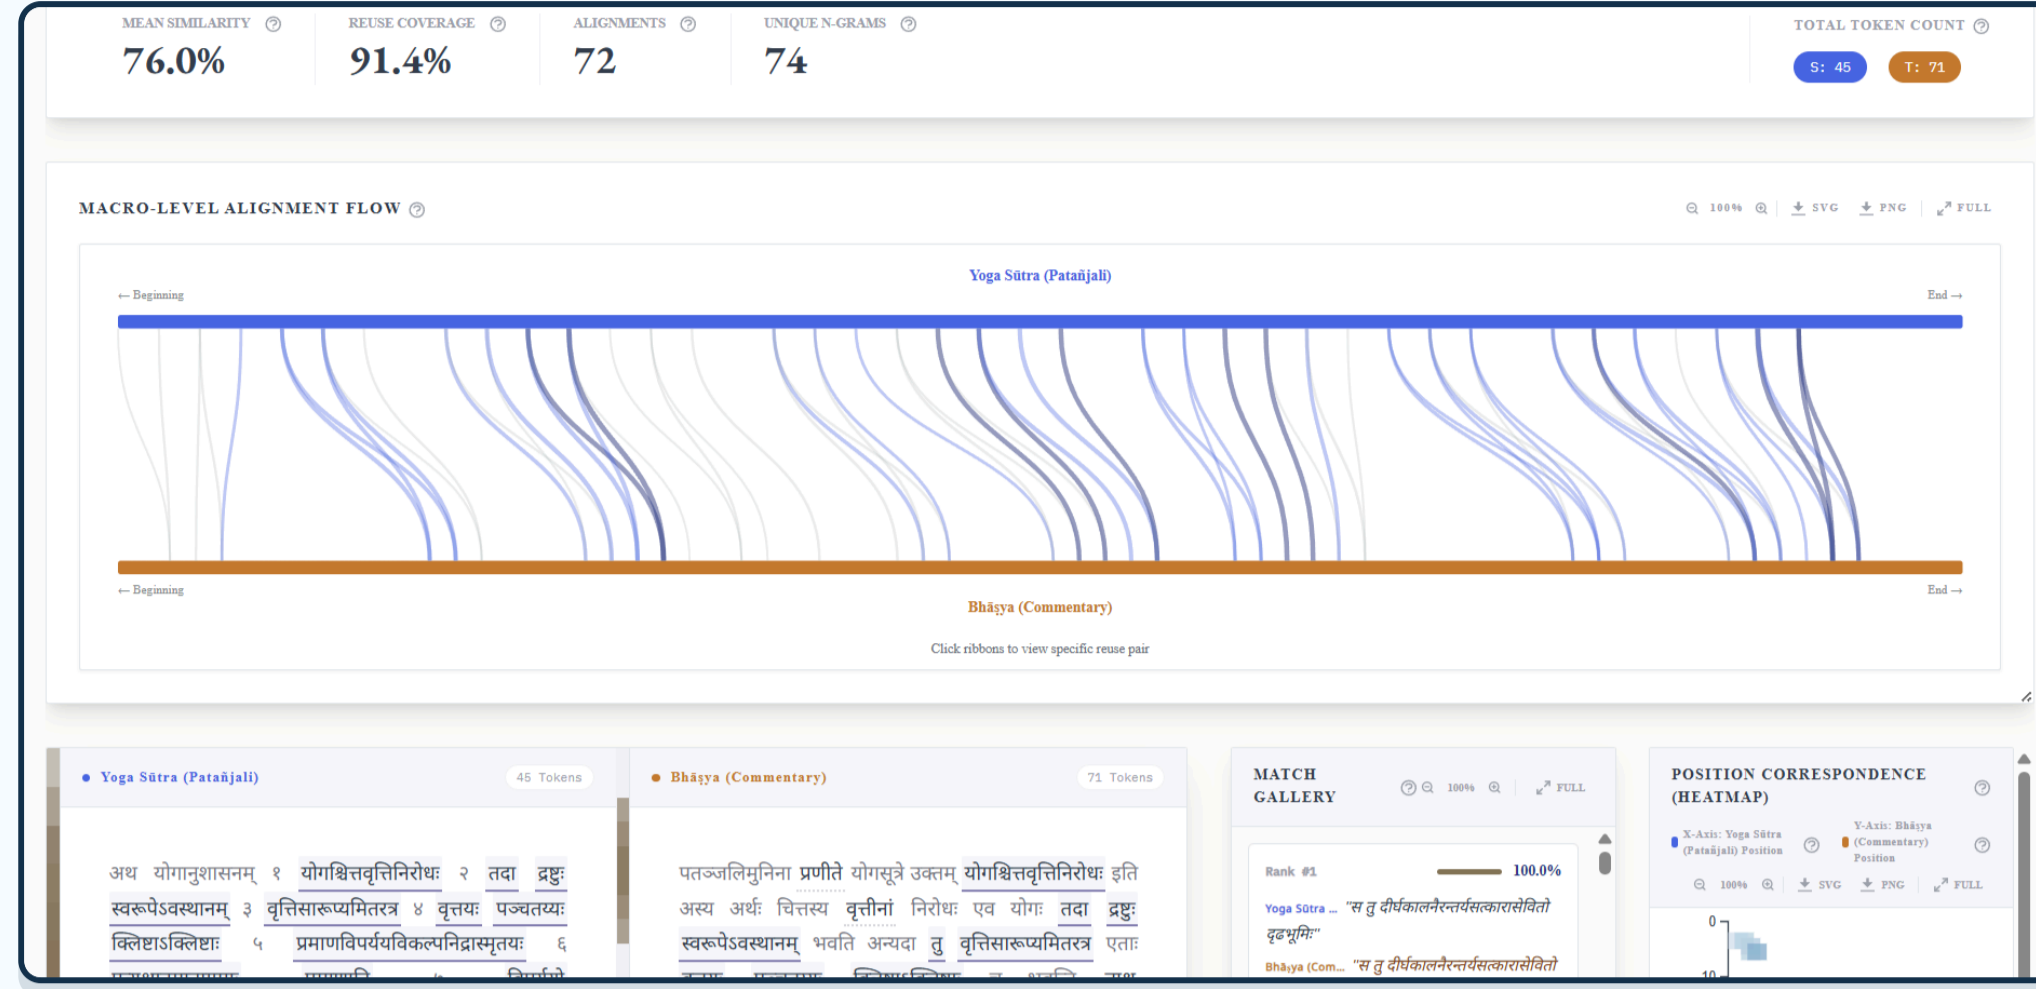 MEAN SIMILARITY
76.0%
REUSE COVERAGE
91.4%
ALIGNMENTS
72
UNIQUE N-GRAMS
74
TOTAL TOKEN COUNT
S: 45
T: 71
MACRO-LEVEL ALIGNMENT FLOW
100%
SVG
PNG
FULL
Yoga Sūtra (Patañjali)
← Beginning
End →
← Beginning
End →
Bhāṣya (Commentary)
Click ribbons to view specific reuse pair
Yoga Sūtra (Patañjali)
45 Tokens
अथ योगानुशासनम् १ योगश्चित्तवृत्तिनिरोधः २ तदा द्रष्टुः
स्वरूपेऽवस्थानम् ३ वृत्तिसारूप्यमितरत्र ४ वृत्तयः पञ्चतय्यः
क्लिष्टाऽक्लिष्टाः ५ प्रमाणविपर्ययविकल्पनिद्रास्मृतयः ६
Bhāṣya (Commentary)
71 Tokens
पतञ्जलिमुनिना प्रणीते योगसूत्रे उक्तम् योगश्चित्तवृत्तिनिरोधः इति
अस्य अर्थः चित्तस्य वृत्तीनां निरोधः एव योगः तदा द्रष्टुः
स्वरूपेऽवस्थानम् भवति अन्यदा तु वृत्तिसारूप्यमितरत्र एताः
MATCH
GALLERY
100%
FULL
Rank #1
100.0%
Yoga Sūtra ... "स तु दीर्घकालनैरन्तर्यसत्कारासेवितो
दृढभूमिः"
Bhāṣya (Com... "स तु दीर्घकालनैरन्तर्यसत्कारासेवितो
POSITION CORRESPONDENCE
(HEATMAP)
X-Axis: Yoga Sūtra
(Patañjali) Position
Y-Axis: Bhāṣya
(Commentary)
Position
100%
SVG
PNG
FULL
0
10